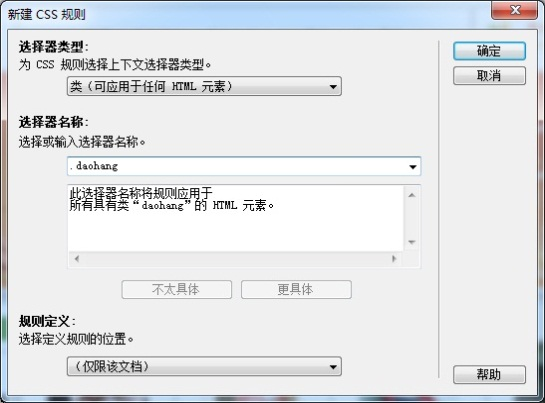 新建 CSS 规则
选择器类型:
为 CSS 规则选择上下文选择器类型。
类（可应用于任何 HTML 元素）
选择器名称:
选择或输入选择器名称。
.daohang
此选择器名称将规则应用于
所有具有类“daohang”的 HTML 元素。
不太具体
更具体
规则定义:
选择定义规则的位置。
（仅限该文档）
确定
取消
帮助